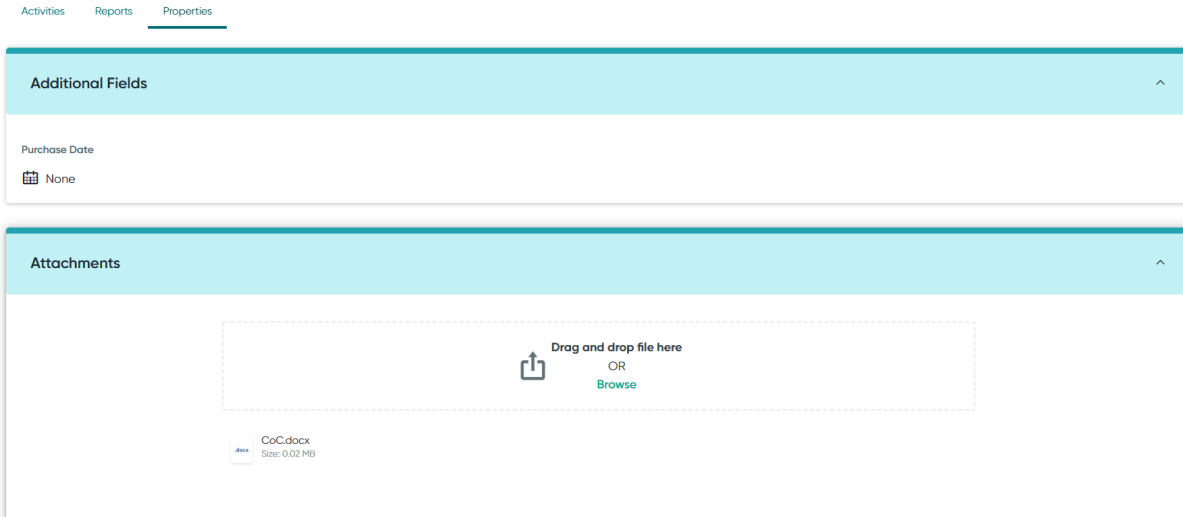 Activities Reports Properties
Additional Fields
Purchase Date
None
Attachments
Drag and drop file here
OR
Browse
.docx
CoC.docx
Size: 0.02 MB